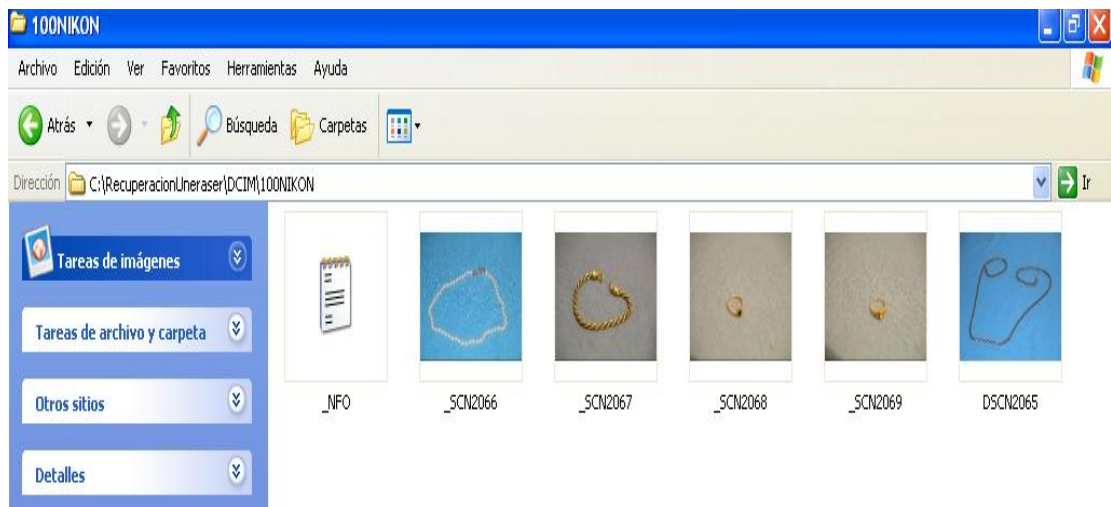 100NIKON
Archivo Edición Ver Favoritos Herramientas Ayuda
Atrás Búsqueda Carpetas
Dirección C:\RecuperacionUneraser\DCIM\100NIKON Ir
Tareas de imágenes
Tareas de archivo y carpeta
Otros sitios
Detalles
_NFO _SCN2066 _SCN2067 _SCN2068 _SCN2069 DSCN2065